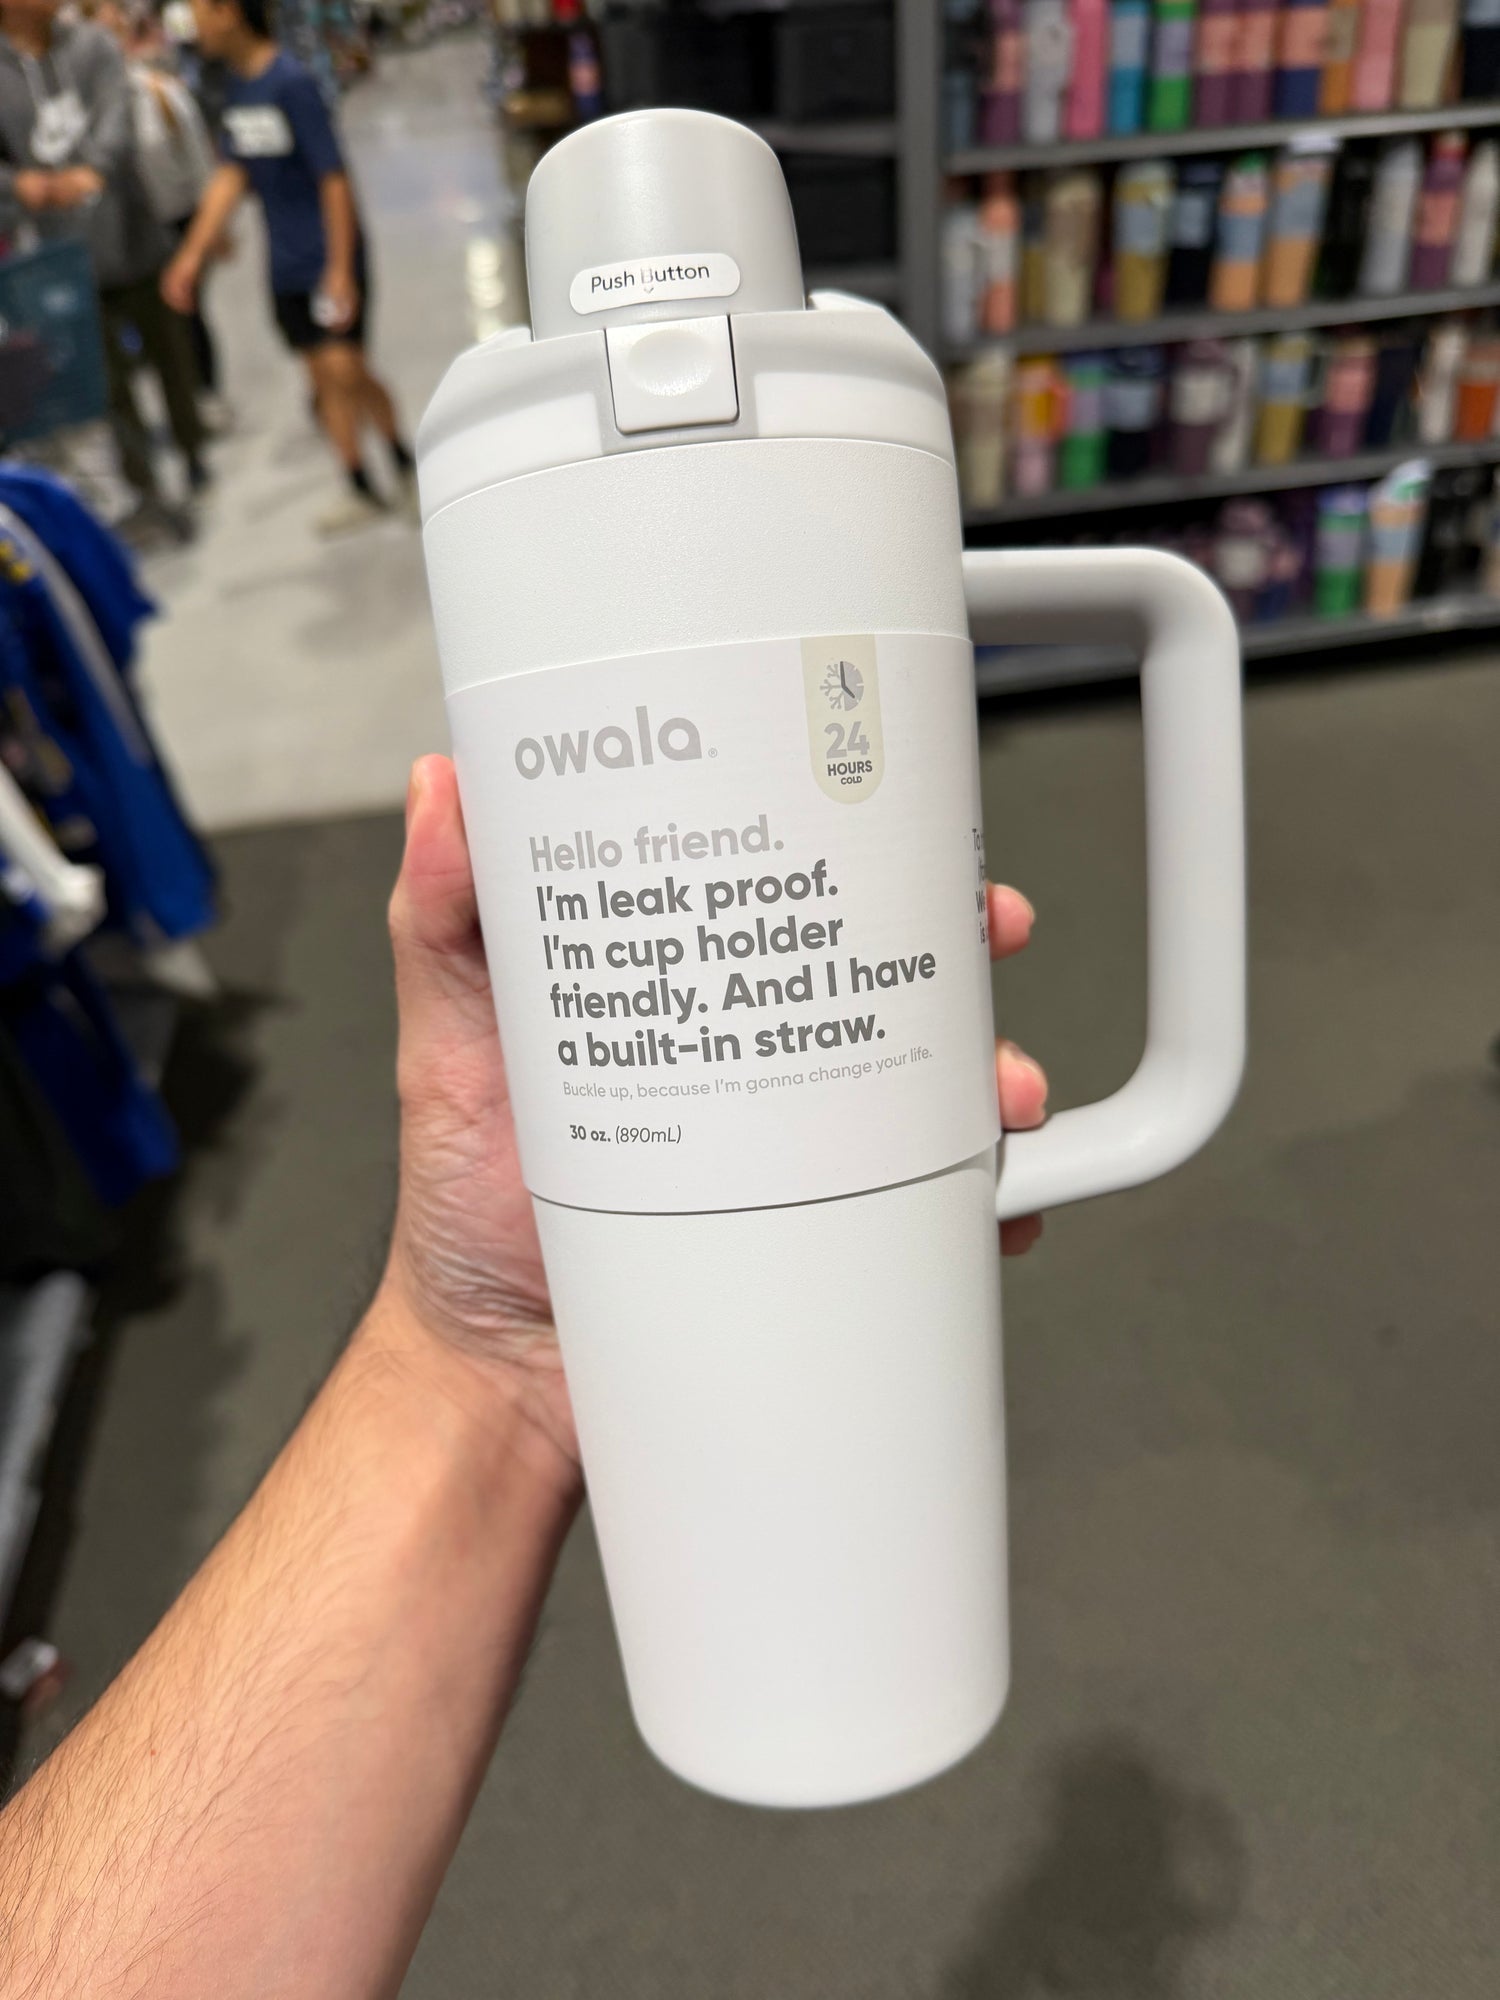 Push Button
owala®
24
HOURS
COLD
Hello friend.
I'm leak proof.
I'm cup holder
friendly. And I have
a built-in straw.
Buckle up, because I'm gonna change your life.
30 oz. (890mL)